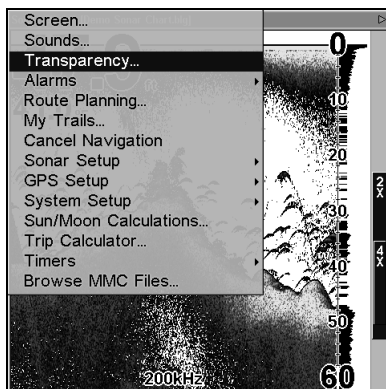 Screen...
Sounds...
Transparency...
Alarms
Route Planning...
My Trails...
Cancel Navigation
Sonar Setup
GPS Setup
System Setup
Sun/Moon Calculations...
Trip Calculator...
Timers
Browse MMC Files...
0
10
20
30
40
50
60
2X
4X
200kHz